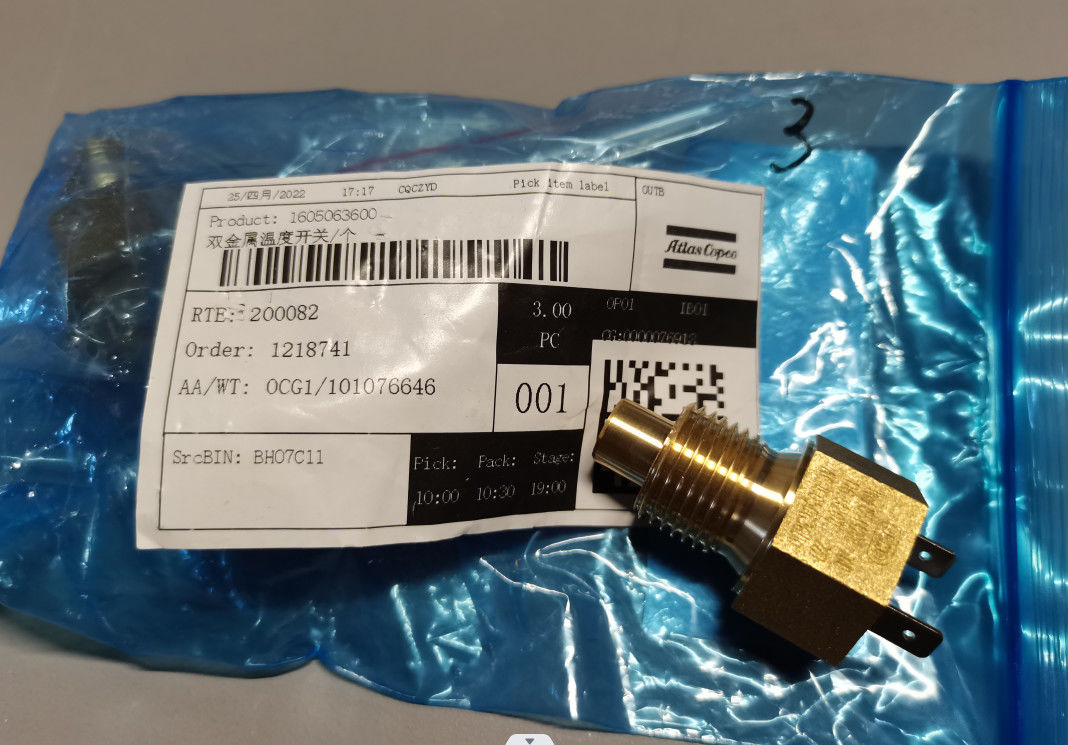 3
25/四月/2022 17:17 CQCZYD Pick item label OUTB
Product: 1605063600
双金属温度开关/个
Atlas Copco
RTE: 200082
3.00 0P01 IB01
PC
Order: 1218741
AA/WT: OCG1/101076646
001
SrcBIN: BH07C11
Pick: Pack: Stage:
10:00 10:30 19:00